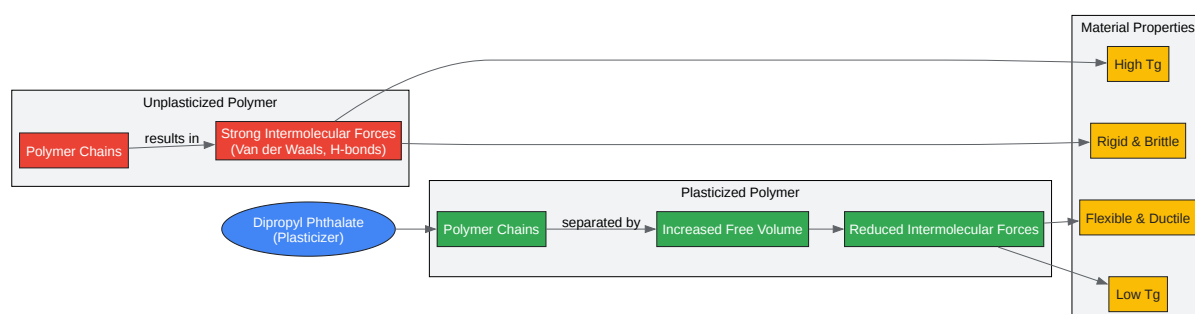 Material Properties
High Tg
Unplasticized Polymer
Polymer Chains
results in
Strong Intermolecular Forces
(Van der Waals, H-bonds)
Rigid & Brittle
Plasticized Polymer
Dipropyl Phthalate
(Plasticizer)
Polymer Chains
separated by
Increased Free Volume
Reduced Intermolecular Forces
Flexible & Ductile
Low Tg